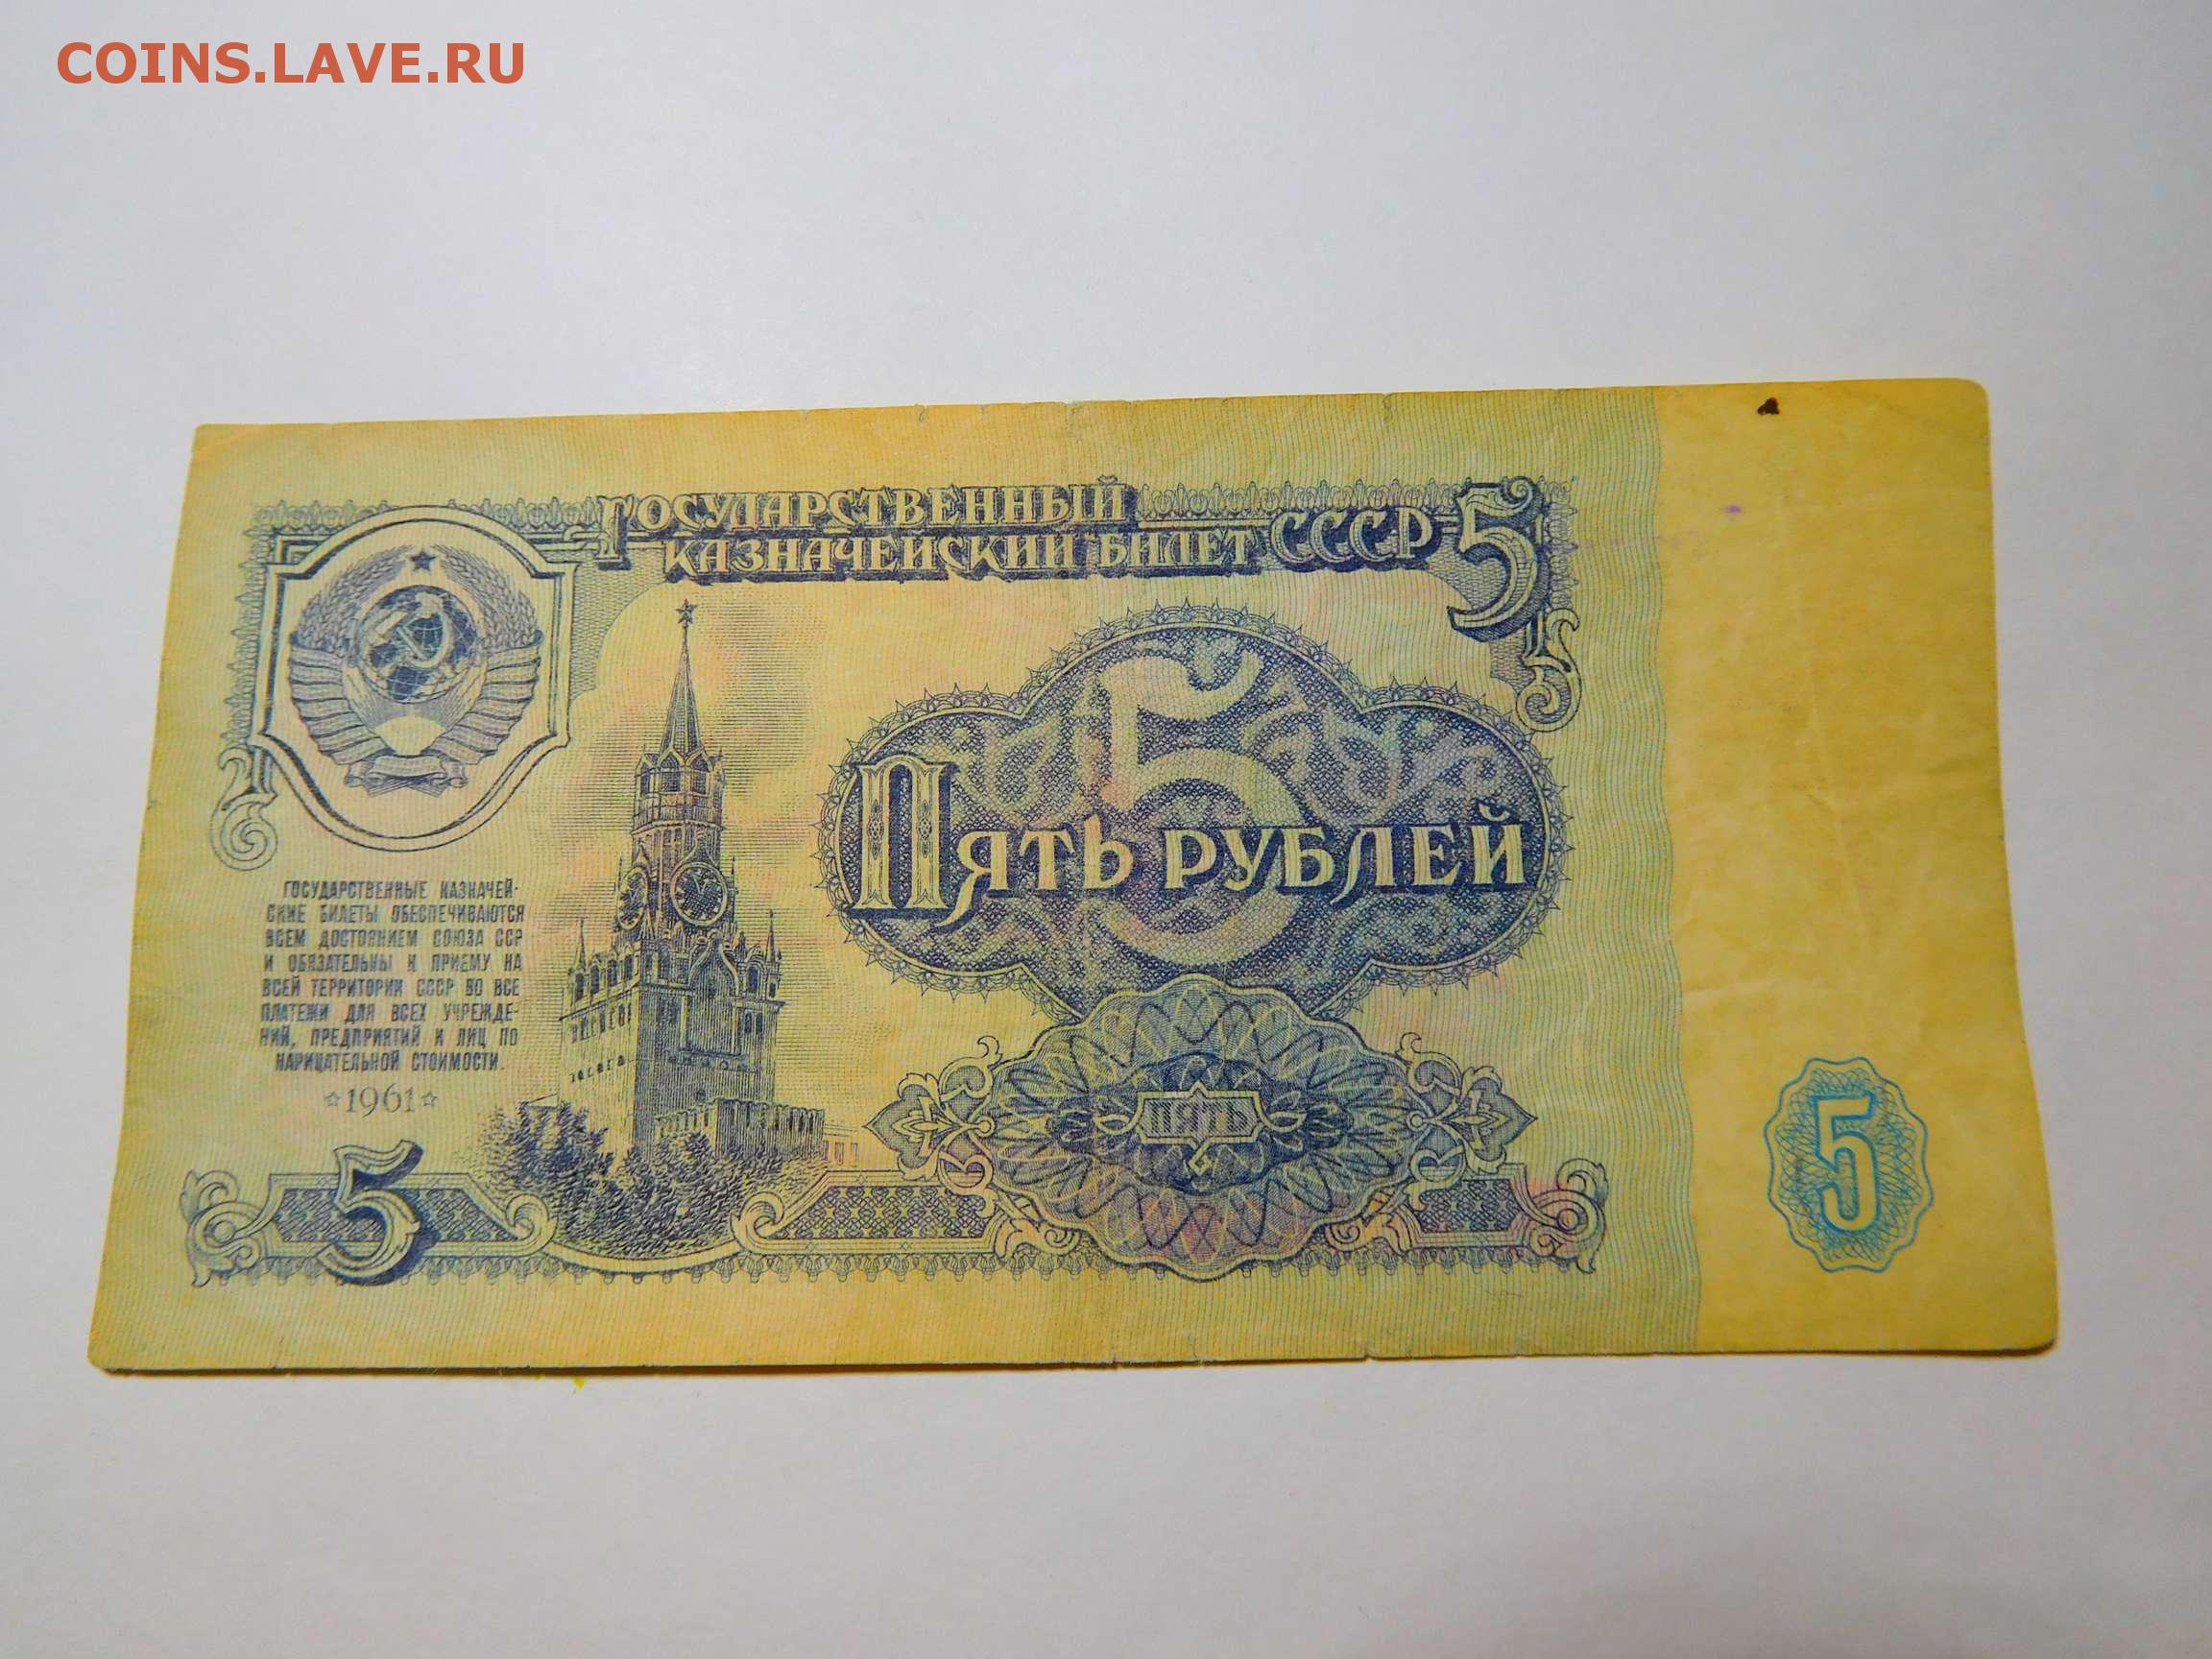 COINS.LAVE.RU
ГОСУДАРСТВЕННЫЙ
КАЗНАЧЕЙСКИЙ БИЛЕТ СССР 5
5
ПЯТЬ РУБЛЕЙ
ГОСУДАРСТВЕННЫЕ КАЗНАЧЕЙ-
СКИЕ БИЛЕТЫ ОБЕСПЕЧИВАЮТСЯ
ВСЕМ ДОСТОЯНИЕМ СОЮЗА ССР
И ОБЯЗАТЕЛЬНЫ К ПРИЕМУ НА
ВСЕЙ ТЕРРИТОРИИ СССР ВО ВСЕ
ПЛАТЕЖИ ДЛЯ ВСЕХ УЧРЕЖДЕ-
НИЙ, ПРЕДПРИЯТИЙ И ЛИЦ ПО
НАРИЦАТЕЛЬНОЙ СТОИМОСТИ.
☆1961☆
ПЯТЬ
5
5